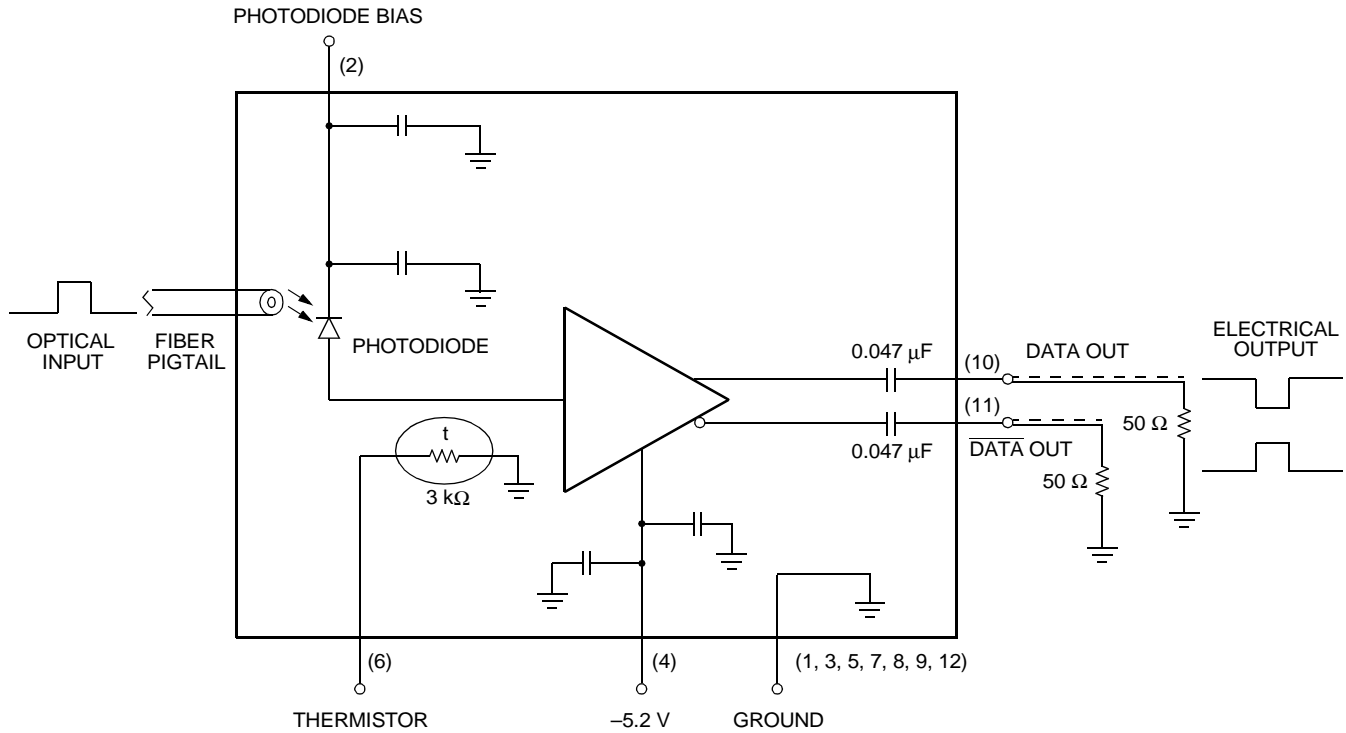 PHOTODIODE BIAS
(2)
OPTICAL
INPUT
FIBER
PIGTAIL
PHOTODIODE
t
3 kΩ
0.047 µF
(10)
DATA OUT
ELECTRICAL
OUTPUT
(11)
0.047 µF
DATA OUT
50 Ω
50 Ω
(6)
(4)
(1, 3, 5, 7, 8, 9, 12)
THERMISTOR
–5.2 V
GROUND